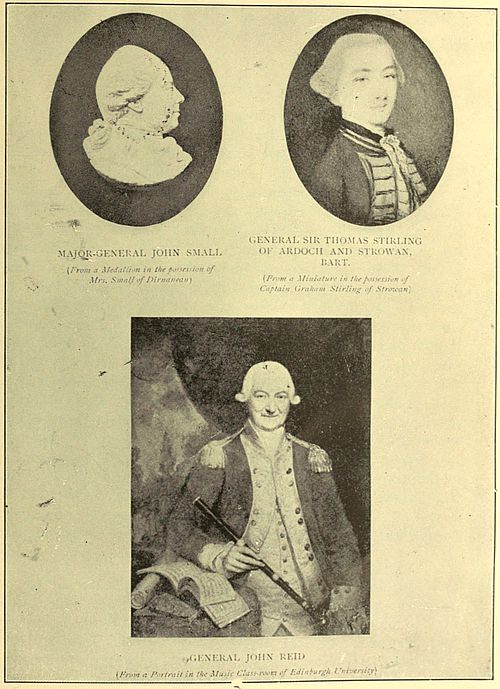 MAJOR-GENERAL JOHN SMALL
(From a Medallion in the possession of
Mrs. Small of Dirnanean)
GENERAL SIR THOMAS STIRLING
OF ARDOCH AND STROWAN,
BART.
(From a Miniature in the possession of
Captain Graham Stirling of Strowan)
GENERAL JOHN REID
(From a Portrait in the Music Class-room of Edinburgh University)